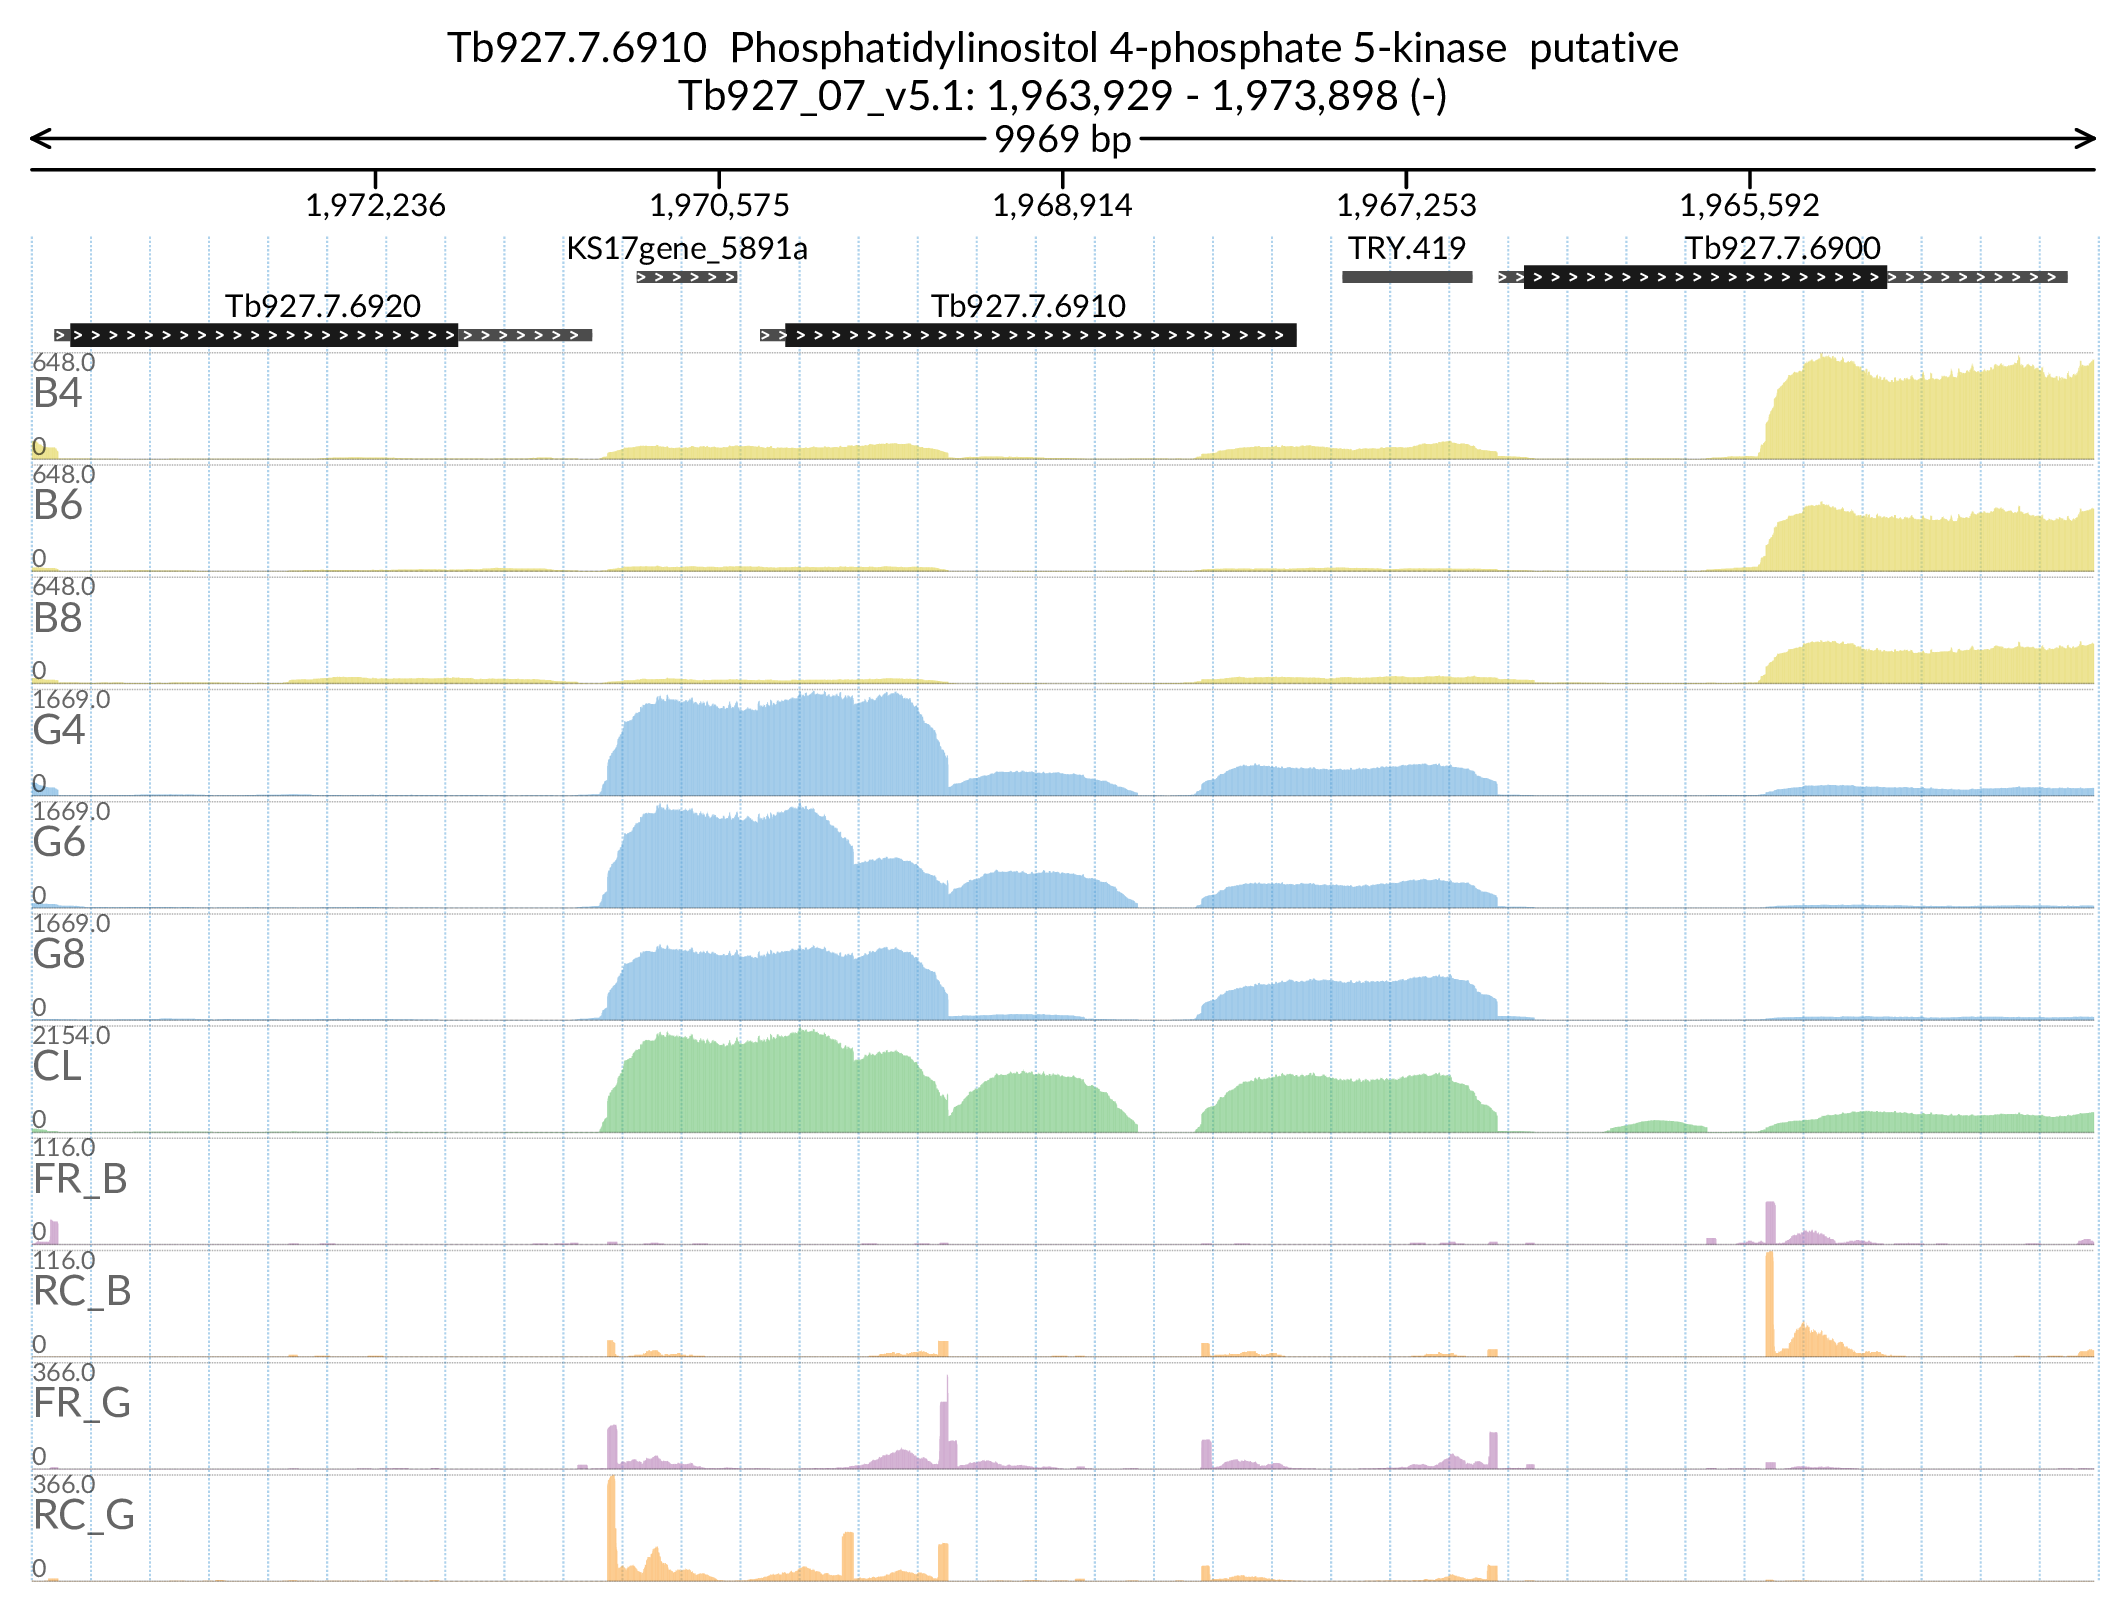 Tb927.7.6910  Phosphatidylinositol 4-phosphate 5-kinase  putative
Tb927_07_v5.1: 1,963,929 - 1,973,898 (-)
9969 bp
1,972,236 1,970,575 1,968,914 1,967,253 1,965,592
KS17gene_5891a TRY.419 Tb927.7.6900
Tb927.7.6920 Tb927.7.6910
648.0
B4
0
648.0
B6
0
648.0
B8
0
1669.0
G4
0
1669.0
G6
0
1669.0
G8
0
2154.0
CL
0
116.0
FR_B
0
116.0
RC_B
0
366.0
FR_G
0
366.0
RC_G
0